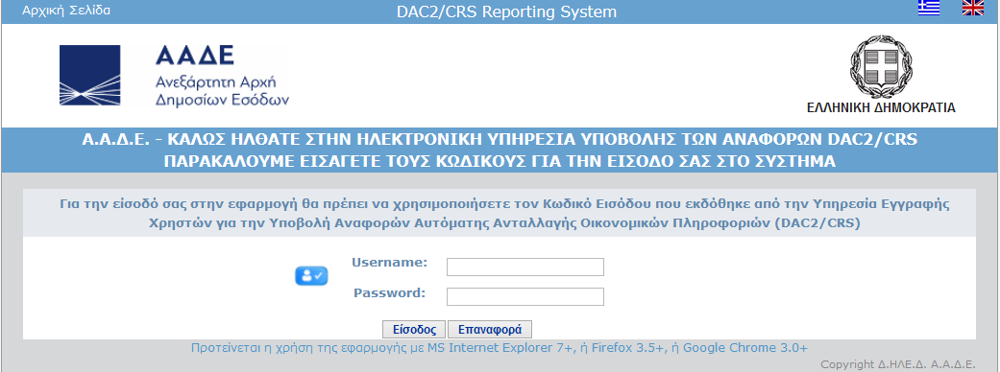 Αρχική Σελίδα
DAC2/CRS Reporting System
ΑΑΔΕ
Ανεξάρτητη Αρχή
Δημοσίων Εσόδων
ΕΛΛΗΝΙΚΗ ΔΗΜΟΚΡΑΤΙΑ
Α.Α.Δ.Ε. - ΚΑΛΩΣ ΗΛΘΑΤΕ ΣΤΗΝ ΗΛΕΚΤΡΟΝΙΚΗ ΥΠΗΡΕΣΙΑ ΥΠΟΒΟΛΗΣ ΤΩΝ ΑΝΑΦΟΡΩΝ DAC2/CRS
ΠΑΡΑΚΑΛΟΥΜΕ ΕΙΣΑΓΕΤΕ ΤΟΥΣ ΚΩΔΙΚΟΥΣ ΓΙΑ ΤΗΝ ΕΙΣΟΔΟ ΣΑΣ ΣΤΟ ΣΥΣΤΗΜΑ
Για την είσοδό σας στην εφαρμογή θα πρέπει να χρησιμοποιήσετε τον Κωδικό Εισόδου που εκδόθηκε από την Υπηρεσία Εγγραφής
Χρηστών για την Υποβολή Αναφορών Αυτόματης Ανταλλαγής Οικονομικών Πληροφοριών (DAC2/CRS)
Username:
Password:
Είσοδος Επαναφορά
Προτείνεται η χρήση της εφαρμογής με MS Internet Explorer 7+, ή Firefox 3.5+, ή Google Chrome 3.0+
Copyright Δ.ΗΛΕ.Δ. Α.Α.Δ.Ε.